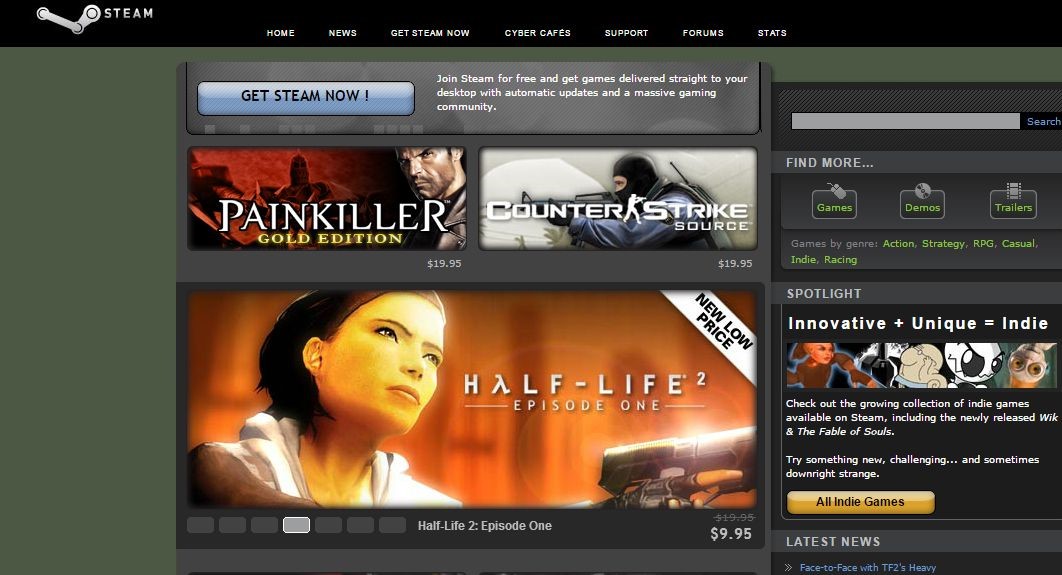 STEAM
HOME NEWS GET STEAM NOW CYBER CAFÉS SUPPORT FORUMS STATS
GET STEAM NOW !
Join Steam for free and get games delivered straight to your
desktop with automatic updates and a massive gaming
community.
PAINKILLER
GOLD EDITION
$19.95
COUNTER STRIKE
SOURCE
$19.95
NEW LOW
PRICE
HALF-LIFE 2
EPISODE ONE
Half-Life 2: Episode One
$19.95
$9.95
Search
FIND MORE...
Games Demos Trailers
Games by genre: Action, Strategy, RPG, Casual,
Indie, Racing
SPOTLIGHT
Innovative + Unique = Indie
Check out the growing collection of indie games
available on Steam, including the newly released Wik
& The Fable of Souls.
Try something new, challenging... and sometimes
downright strange.
All Indie Games
LATEST NEWS
Face-to-Face with TF2's Heavy